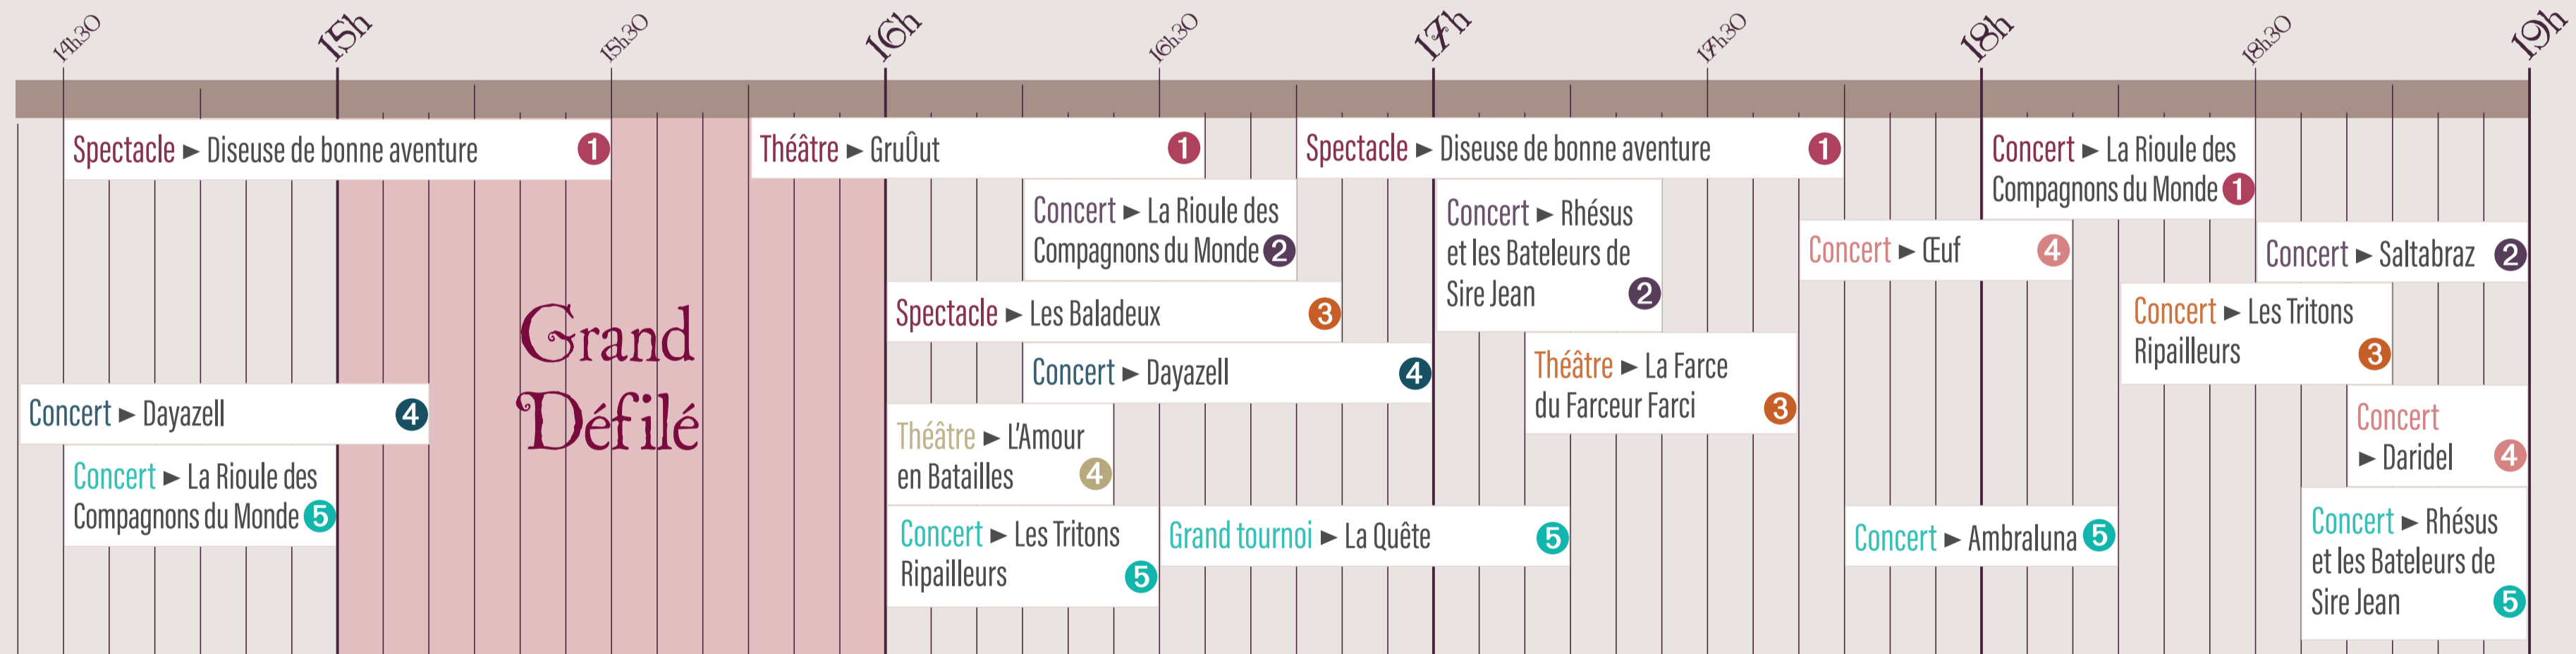 14h30
15h
15h30
16h
16h30
17h
17h30
18h
18h30
19h
Spectacle ► Diseuse de bonne aventure 1
Théâtre ► GruÛut 1
Spectacle ► Diseuse de bonne aventure 1
Concert ► La Rioule des
Compagnons du Monde 1
Concert ► La Rioule des
Compagnons du Monde 2
Concert ► Rhésus
et les Bateleurs de
Sire Jean 2
Concert ► Œuf 4
Concert ► Saltabraz 2
Spectacle ► Les Baladeux 3
Concert ► Les Tritons
Ripailleurs 3
Grand
Défilé
Concert ► Dayazell 4
Théâtre ► La Farce
du Farceur Farci 3
Concert ► Dayazell 4
Théâtre ► L'Amour
en Batailles 4
Concert
► Daridel 4
Concert ► La Rioule des
Compagnons du Monde 5
Concert ► Les Tritons
Ripailleurs 5
Grand tournoi ► La Quête 5
Concert ► Ambraluna 5
Concert ► Rhésus
et les Bateleurs de
Sire Jean 5